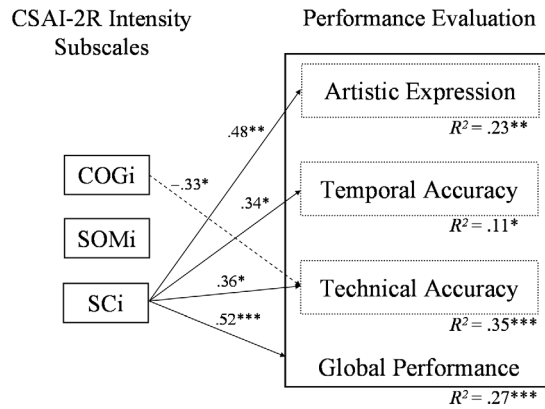 CSAI-2R Intensity
Subscales
Performance Evaluation
Artistic Expression
R² = .23**
.48**
COGi
–.33*
.34*
Temporal Accuracy
R² = .11*
SOMi
SCi
.36*
Technical Accuracy
R² = .35***
.52***
Global Performance
R² = .27***